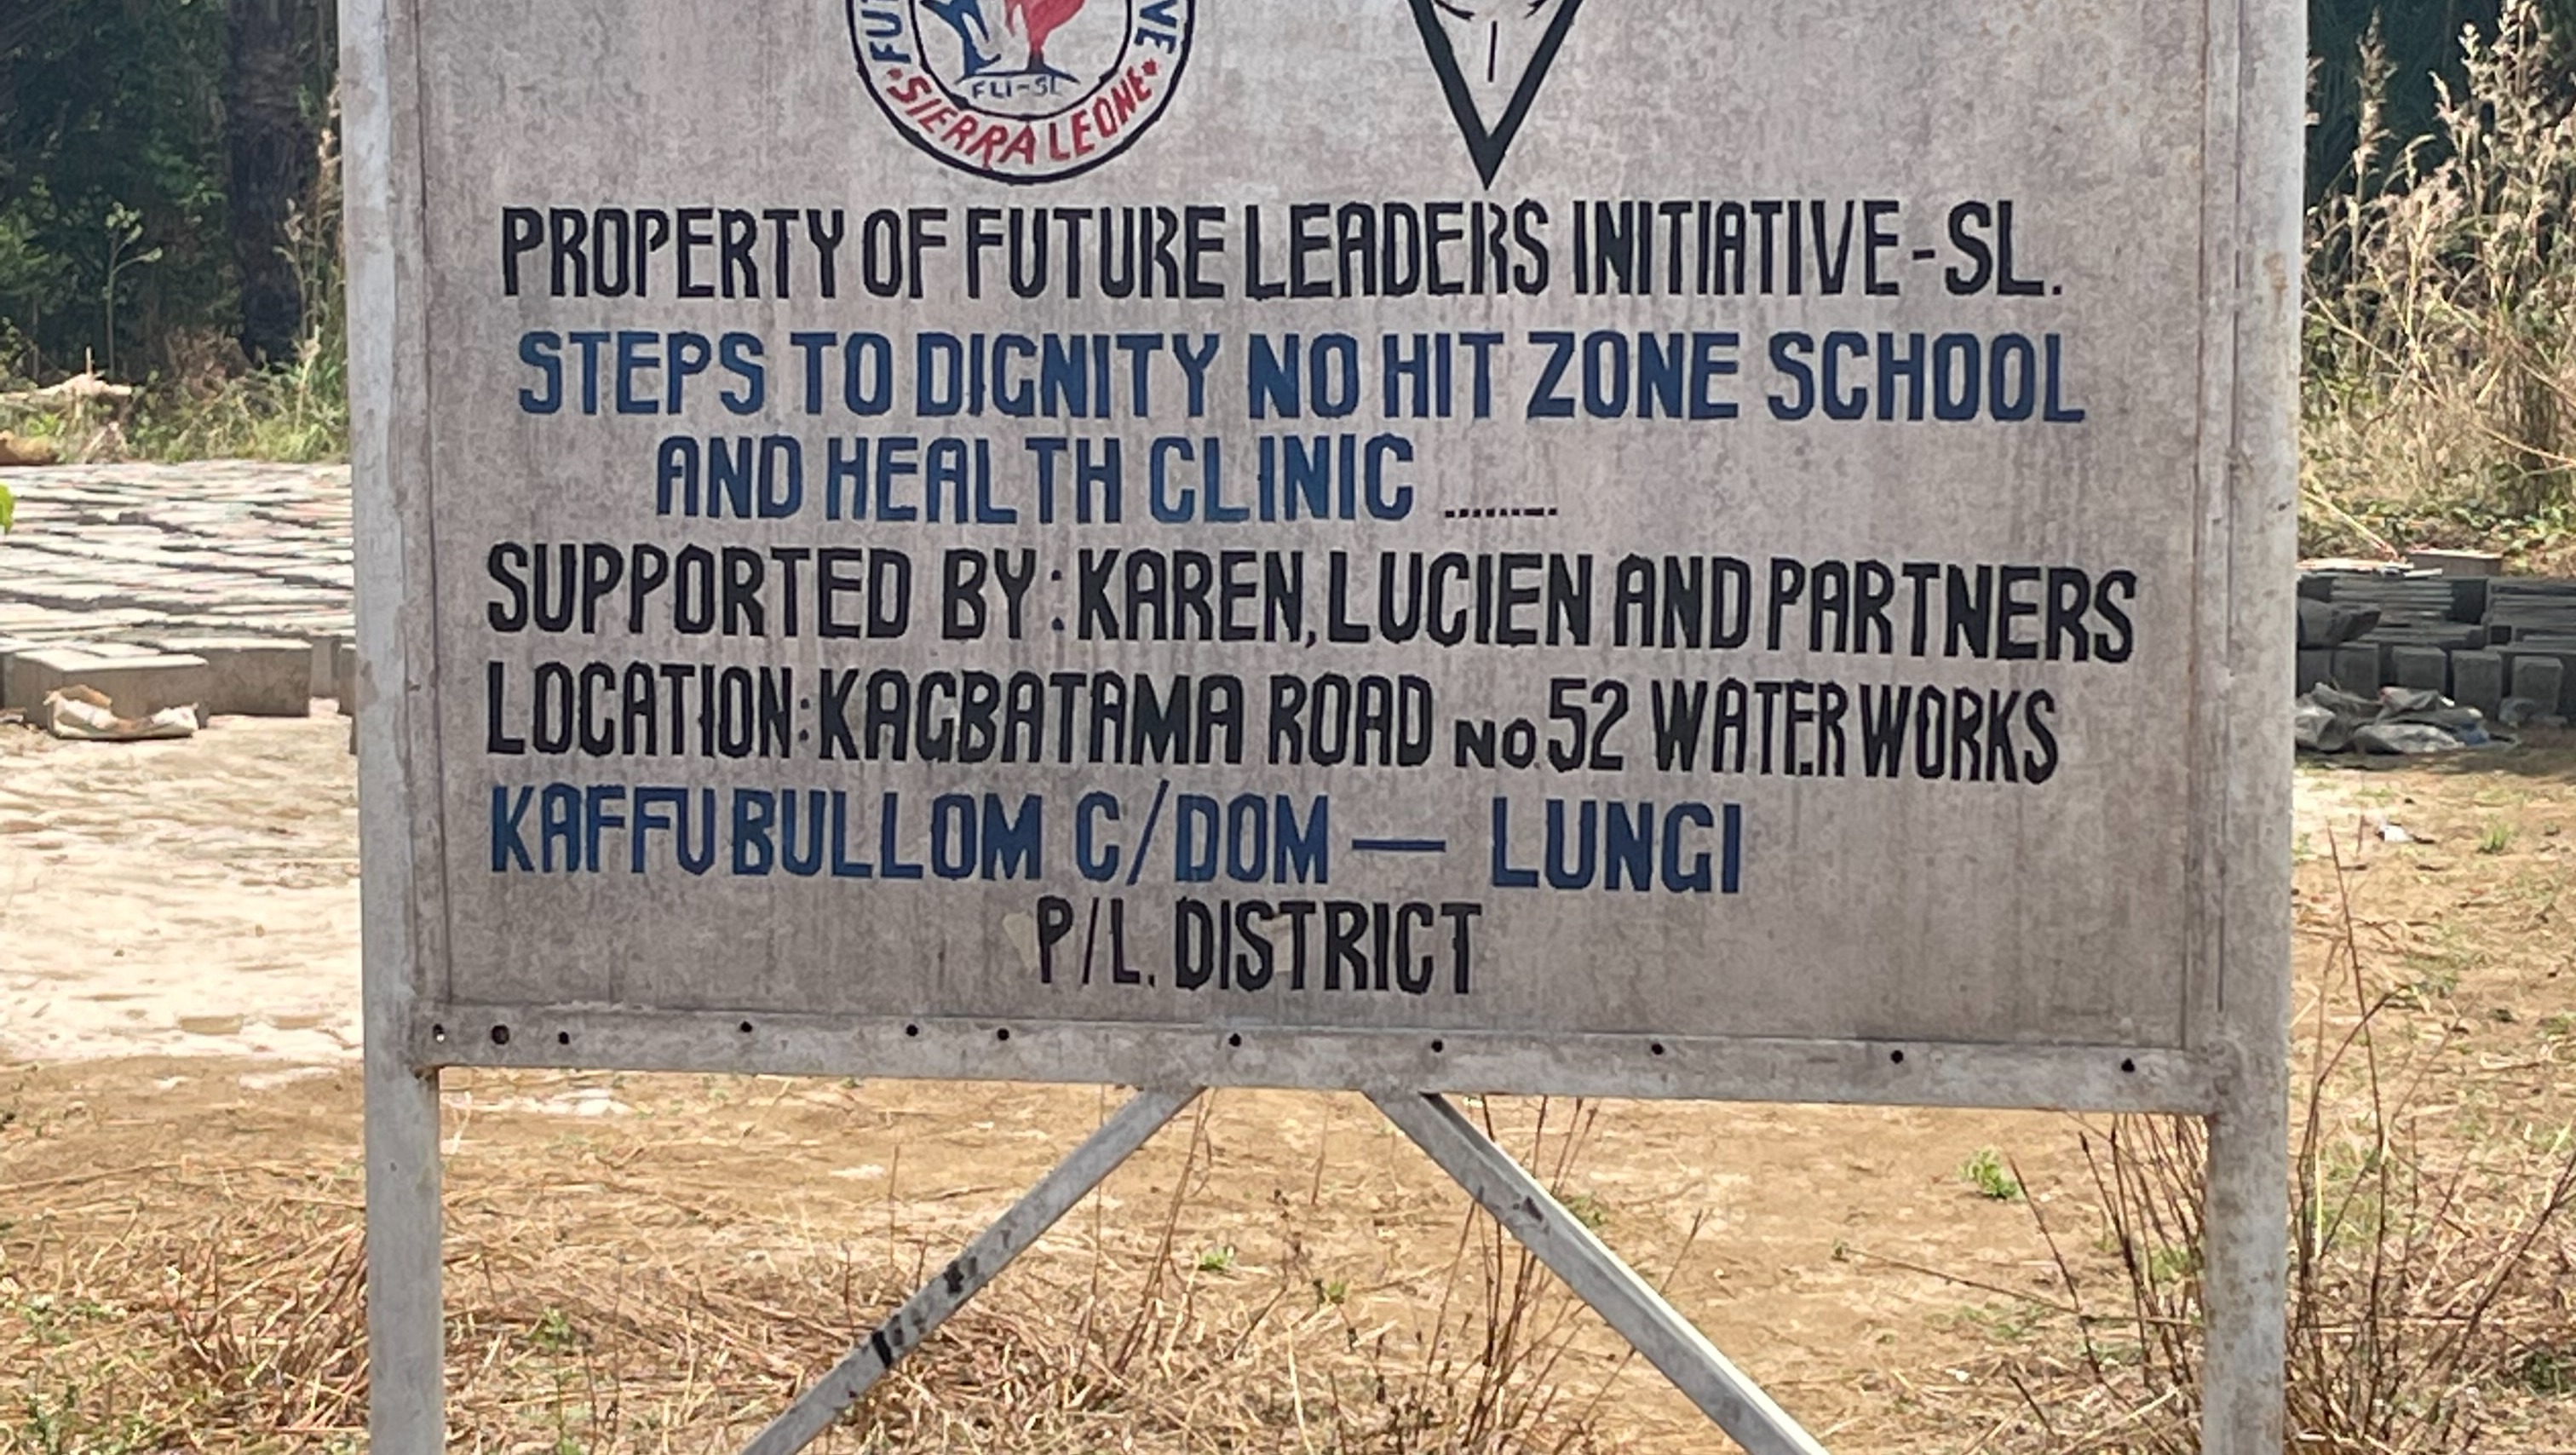 SIERRA LEONE
FLI-SL
PROPERTY OF FUTURE LEADERS INITIATIVE-SL.
STEPS TO DIGNITY NO HIT ZONE SCHOOL
AND HEALTH CLINIC .........
SUPPORTED BY: KAREN, LUCIEN AND PARTNERS
LOCATION: KAGBATAMA ROAD NO 52 WATER WORKS
KAFFU BULLOM C/DOM — LUNGI
P/L. DISTRICT